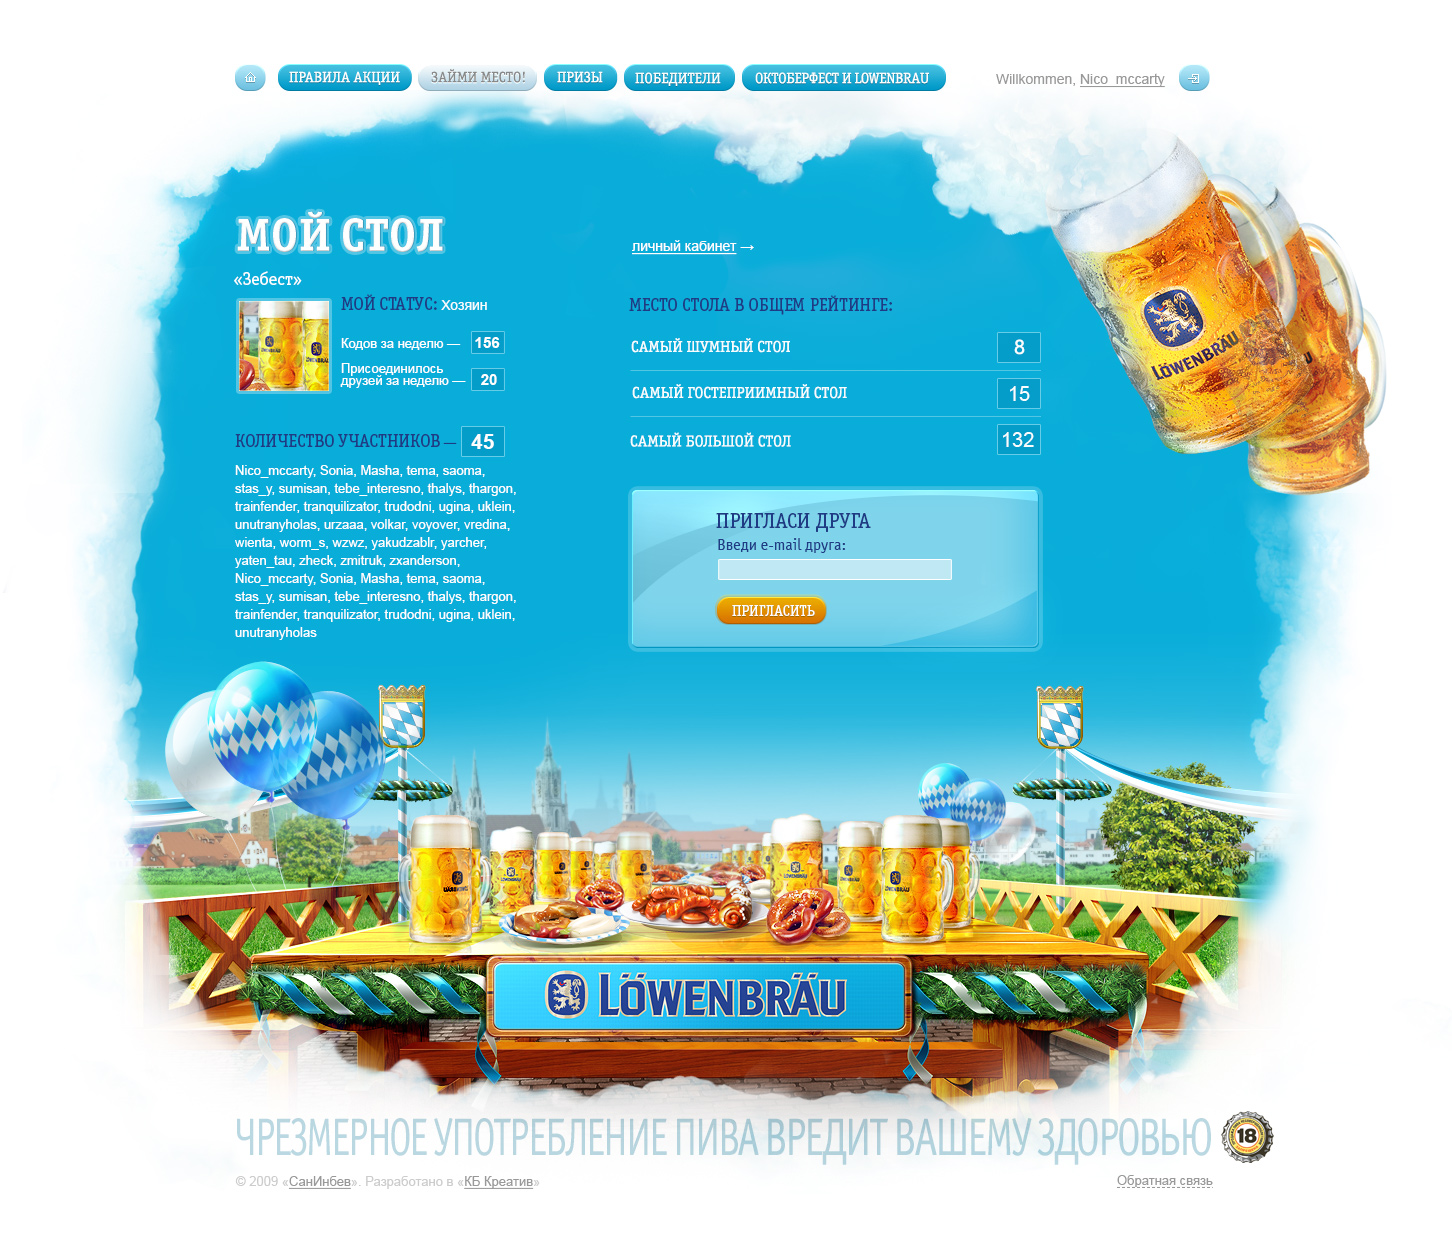 ПРАВИЛА АКЦИИ
ЗАЙМИ МЕСТО!
ПРИЗЫ
ПОБЕДИТЕЛИ
ОКТОБЕРФЕСТ И LOWENBRAU
Willkommen, Nico_mccarty
МОЙ СТОЛ
«Зебест»
МОЙ СТАТУС: Хозяин
Кодов за неделю — 156
Присоединилось
друзей за неделю — 20
КОЛИЧЕСТВО УЧАСТНИКОВ — 45
Nico_mccarty, Sonia, Masha, tema, saoma,
stas_y, sumisan, tebe_interesno, thalys, thargon,
trainfender, tranquilizator, trudodni, ugina, uklein,
unutranyholas, urzaaa, volkar, voyover, vredina,
wienta, worm_s, wzwz, yakudzablr, yarcher,
yaten_tau, zheck, zmitruk, zxanderson,
Nico_mccarty, Sonia, Masha, tema, saoma,
stas_y, sumisan, tebe_interesno, thalys, thargon,
trainfender, tranquilizator, trudodni, ugina, uklein,
unutranyholas
личный кабинет →
МЕСТО СТОЛА В ОБЩЕМ РЕЙТИНГЕ:
САМЫЙ ШУМНЫЙ СТОЛ 8
САМЫЙ ГОСТЕПРИИМНЫЙ СТОЛ 15
САМЫЙ БОЛЬШОЙ СТОЛ 132
ПРИГЛАСИ ДРУГА
Введи e-mail друга:
ПРИГЛАСИТЬ
LÖWENBRÄU
LÖWENBRÄU
LÖWENBRÄU
LÖWENBRÄU
LÖWENBRÄU
ЧРЕЗМЕРНОЕ УПОТРЕБЛЕНИЕ ПИВА ВРЕДИТ ВАШЕМУ ЗДОРОВЬЮ
18
© 2009 «СанИнбев». Разработано в «КБ Креатив»
Обратная связь